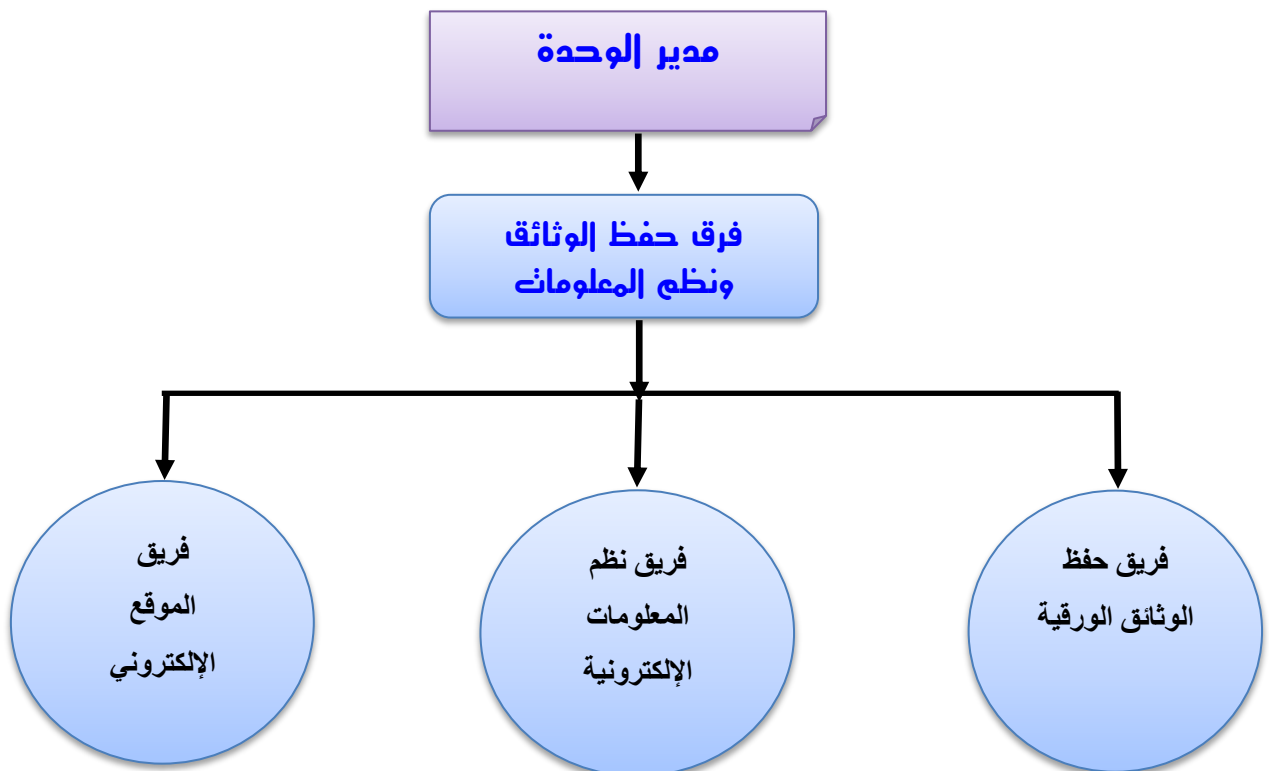 مدير الوحدة
فرق حفظ الوثائق
ونظم المعلومات
فريق حفظ
الوثائق الورقية
فريق نظم
المعلومات
الإلكترونية
فريق
الموقع
الإلكتروني